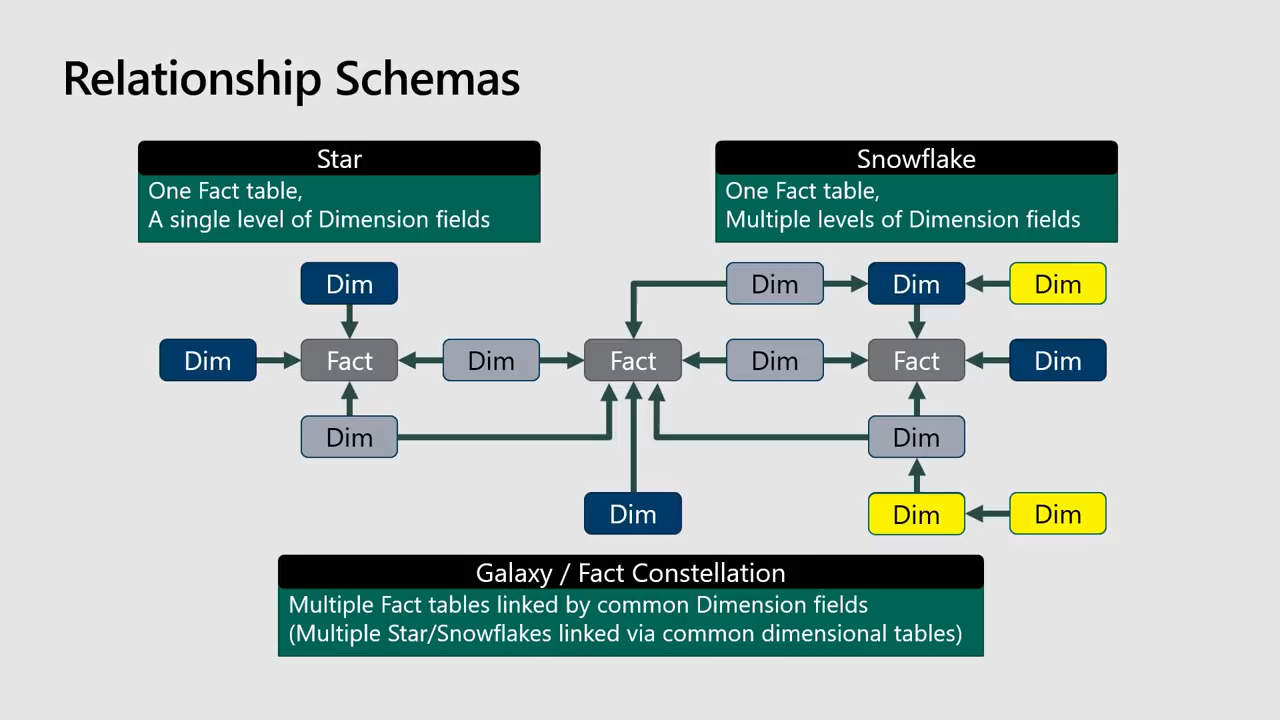 Relationship Schemas
Star
One Fact table,
A single level of Dimension fields
Snowflake
One Fact table,
Multiple levels of Dimension fields
Dim
Dim
Dim
Dim
Dim
Fact
Dim
Fact
Dim
Fact
Dim
Dim
Dim
Dim
Dim
Dim
Galaxy / Fact Constellation
Multiple Fact tables linked by common Dimension fields
(Multiple Star/Snowflakes linked via common dimensional tables)